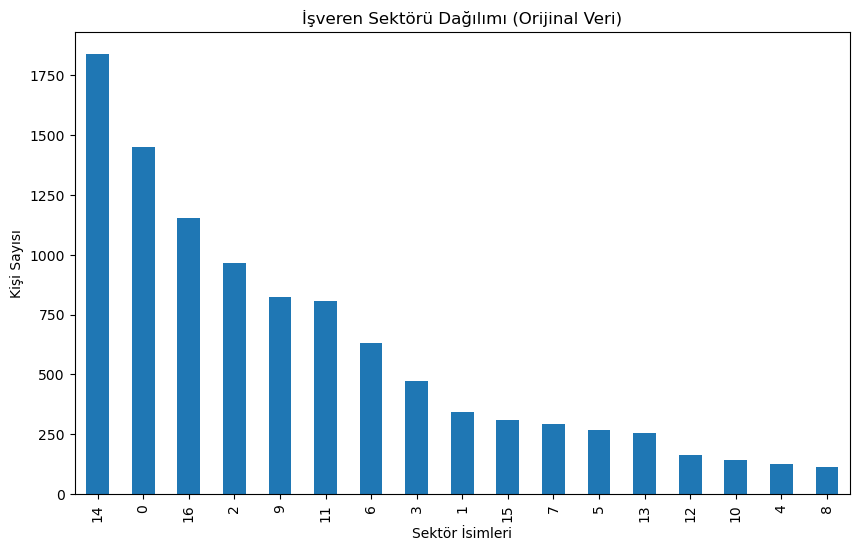 İşveren Sektörü Dağılımı (Orijinal Veri)
Kişi Sayısı
1750
1500
1250
1000
750
500
250
0
14 0 16 2 9 11 6 3 1 15 7 5 13 12 10 4 8
Sektör İsimleri